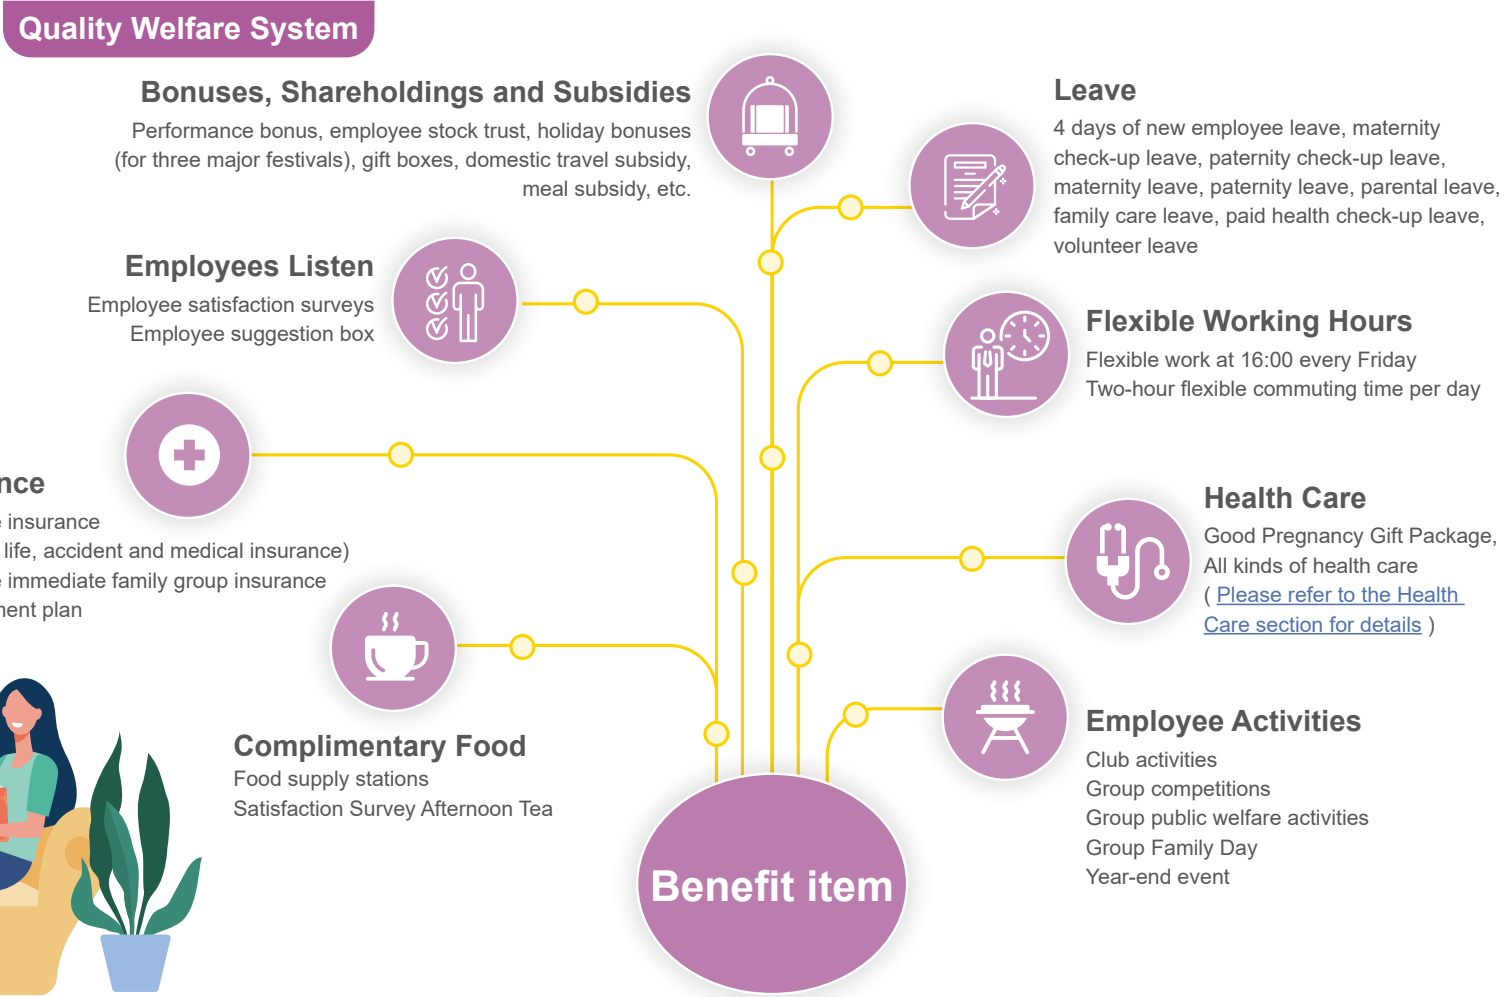 Quality Welfare System
Bonuses, Shareholdings and Subsidies
Performance bonus, employee stock trust, holiday bonuses
(for three major festivals), gift boxes, domestic travel subsidy,
meal subsidy, etc.
Leave
4 days of new employee leave, maternity
check-up leave, paternity check-up leave,
maternity leave, paternity leave, parental leave,
family care leave, paid health check-up leave,
volunteer leave
Employees Listen
Employee satisfaction surveys
Employee suggestion box
Flexible Working Hours
Flexible work at 16:00 every Friday
Two-hour flexible commuting time per day
insurance
life, accident and medical insurance)
immediate family group insurance
plan
Health Care
Good Pregnancy Gift Package,
All kinds of health care
( Please refer to the Health
Care section for details )
Complimentary Food
Food supply stations
Satisfaction Survey Afternoon Tea
Employee Activities
Club activities
Group competitions
Group public welfare activities
Group Family Day
Year-end event
Benefit item